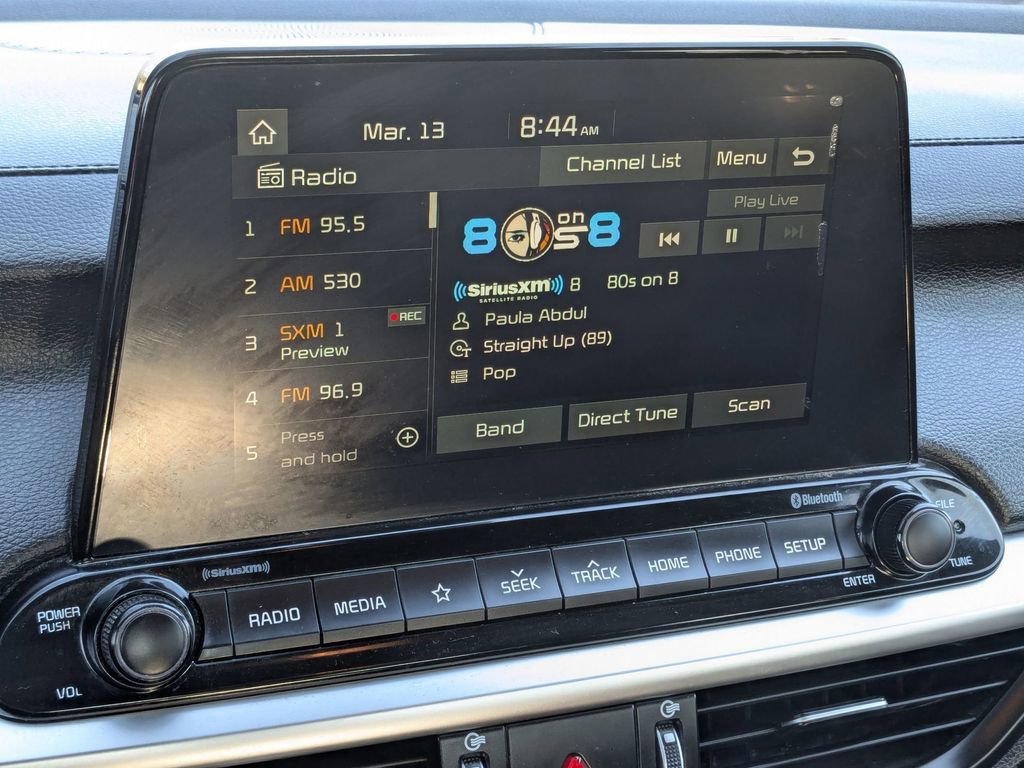 Mar. 13 8:44 AM
Radio Channel List Menu
Play Live
1 FM 95.5
2 AM 530
3 SXM 1 REC
Preview
4 FM 96.9
5 Press
and hold
80s on 8
SiriusXM 8 80s on 8
SATELLITE RADIO
Paula Abdul
Straight Up (89)
Pop
Band Direct Tune Scan
Bluetooth
SiriusXM
POWER
PUSH
VOL
RADIO MEDIA SEEK TRACK HOME PHONE SETUP
ENTER
FILE
TUNE